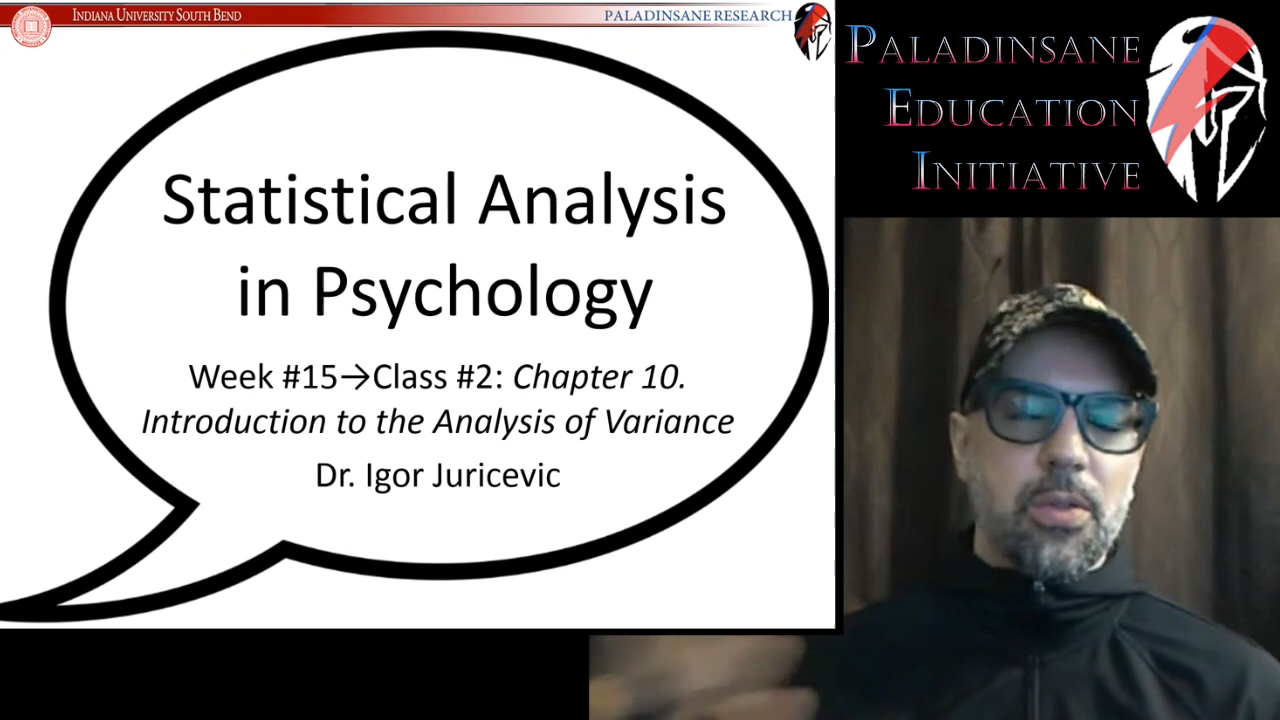 INDIANA UNIVERSITY SOUTH BEND
PALADINSANE RESEARCH
Statistical Analysis
in Psychology
Week #15→Class #2: Chapter 10.
Introduction to the Analysis of Variance
Dr. Igor Juricevic
PALADINSANE
EDUCATION
INITIATIVE